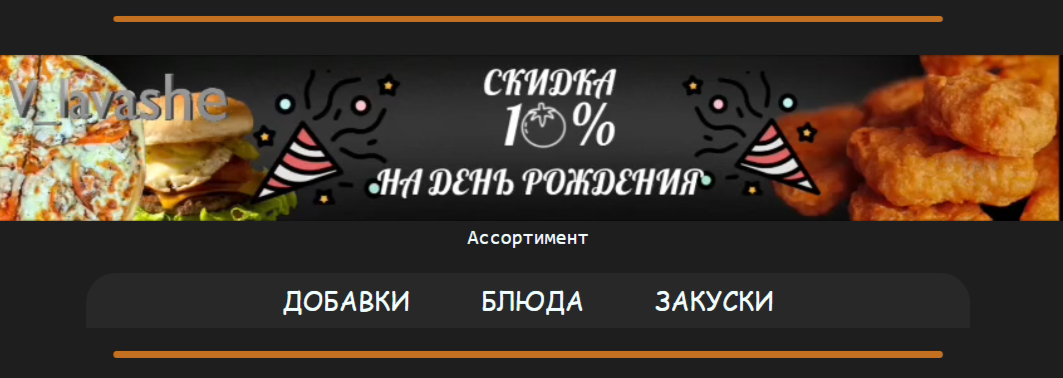 V_lavashe
СКИДКА
10%
НА ДЕНЬ РОЖДЕНИЯ
Ассортимент
ДОБАВКИ БЛЮДА ЗАКУСКИ